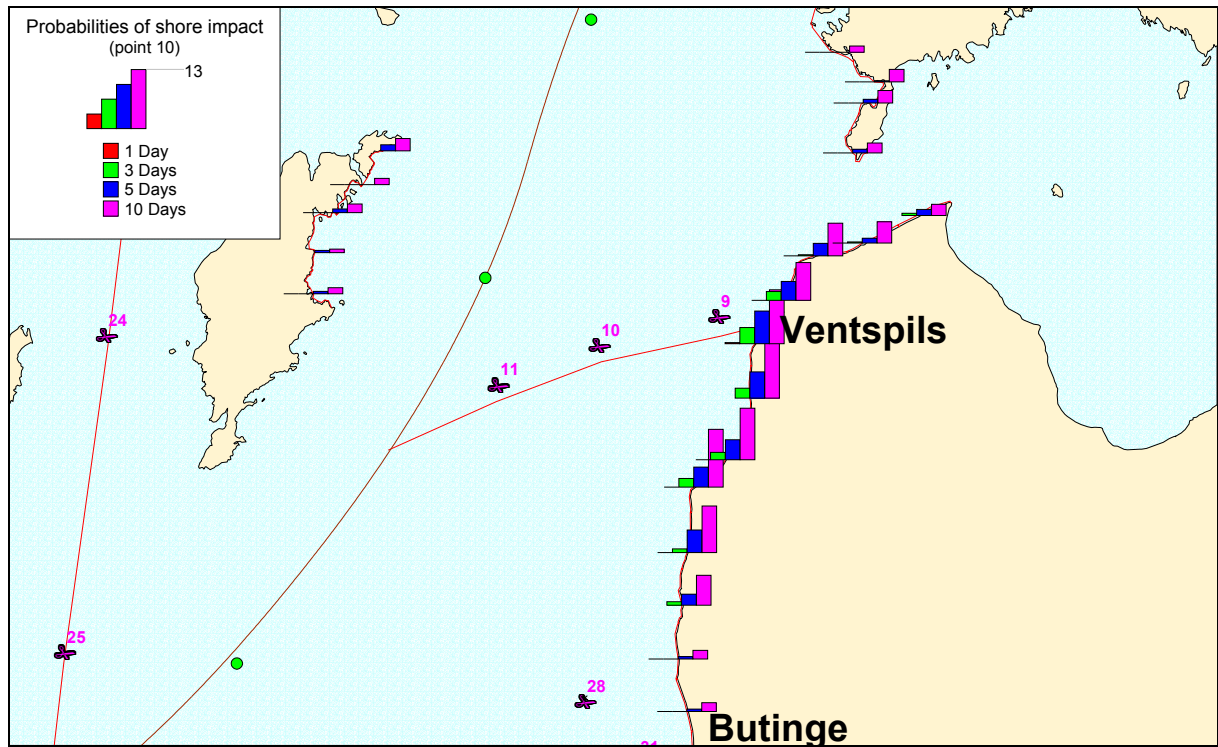 Probabilities of shore impact
(point 10)
13
1 Day
3 Days
5 Days
10 Days
24
9
10
Ventspils
11
25
28
Butinge
21